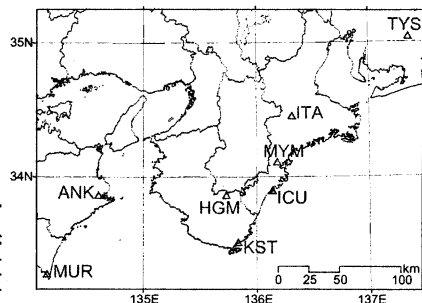 35N
TYS
ITA
MYM
34N
ANK
HGM
ICU
KST
MUR
km
0 25 50 100
135E 136E 137E